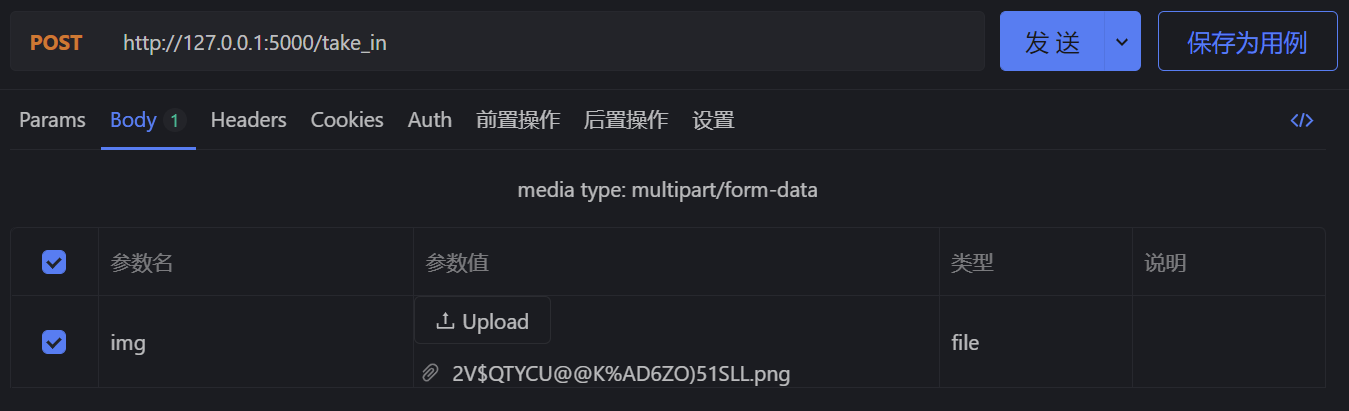 POST http://127.0.0.1:5000/take_in 发送 保存为用例
Params Body 1 Headers Cookies Auth 前置操作 后置操作 设置 </>
media type: multipart/form-data
参数名 参数值 类型 说明
Upload
img file
2V$QTYCU@@K%AD6ZO)51SLL.png